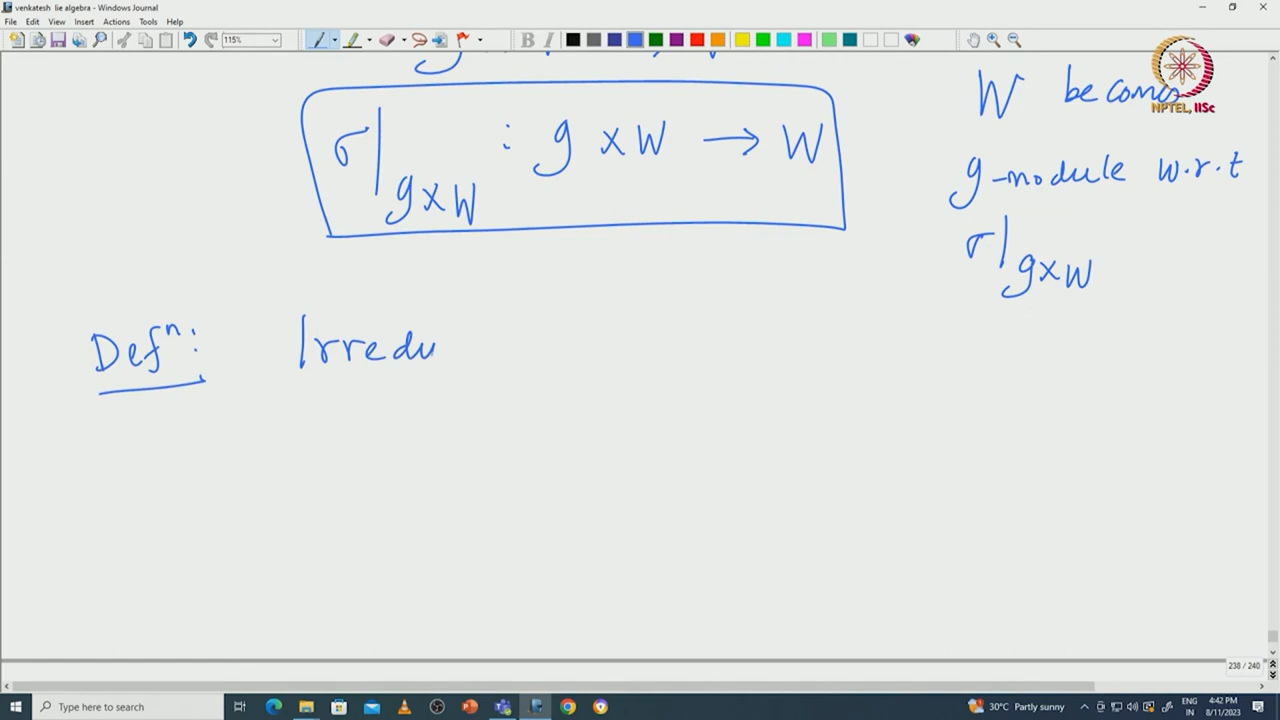 venkatesh lie algebra - Windows Journal
File Edit View Insert Actions Tools Help
115%
B I
NPTEL, IISc
σ|g×W : g × W → W
W becomes
g-module w.r.t
σ|g×W
Defⁿ: Irredu
238 / 240
Type here to search
30°C Partly sunny
ENG
IN
4:42 PM
8/11/2023